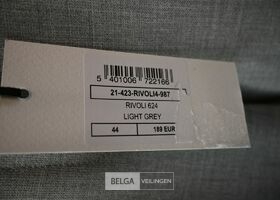 5 401006 722166
21-423-RIVOLI4-987
RIVOLI 624
LIGHT GREY
44 189 EUR
BELGA VEILINGEN